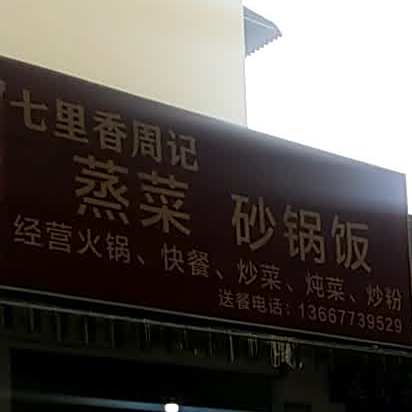 七里香周记
蒸菜 砂锅饭
经营火锅、快餐、炒菜、炖菜、炒粉
送餐电话：13667739529